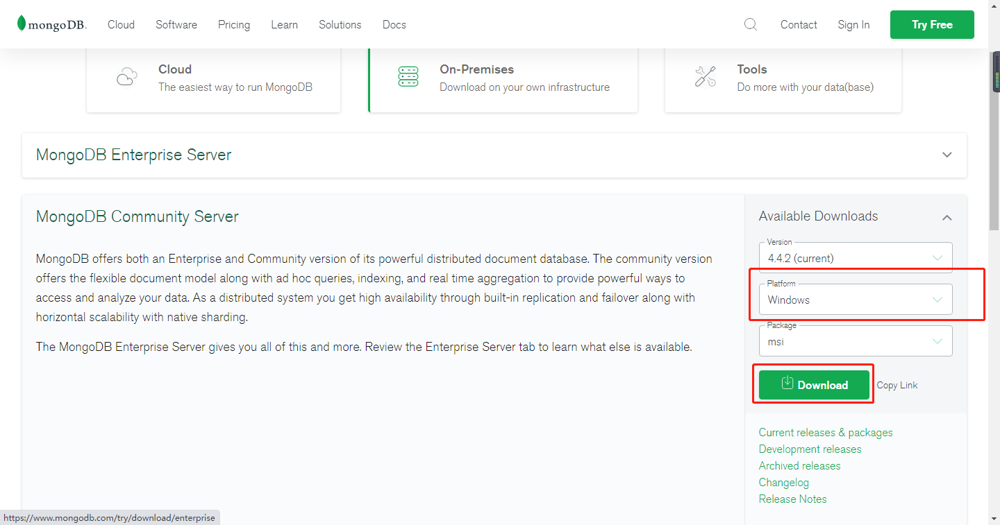 mongoDB.
Cloud
Software
Pricing
Learn
Solutions
Docs
Contact
Sign In
Try Free
Cloud
The easiest way to run MongoDB
On-Premises
Download on your own infrastructure
Tools
Do more with your data(base)
MongoDB Enterprise Server
MongoDB Community Server
MongoDB offers both an Enterprise and Community version of its powerful distributed document database. The community version
offers the flexible document model along with ad hoc queries, indexing, and real time aggregation to provide powerful ways to
access and analyze your data. As a distributed system you get high availability through built-in replication and failover along with
horizontal scalability with native sharding.
The MongoDB Enterprise Server gives you all of this and more. Review the Enterprise Server tab to learn what else is available.
Available Downloads
Version
4.4.2 (current)
Platform
Windows
Package
msi
Download
Copy Link
Current releases & packages
Development releases
Archived releases
Changelog
Release Notes
https://www.mongodb.com/try/download/enterprise